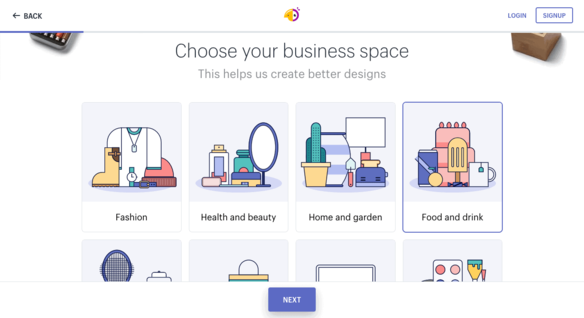 BACK
LOGIN
SIGNUP
Choose your business space
This helps us create better designs
Fashion
Health and beauty
Home and garden
Food and drink
NEXT